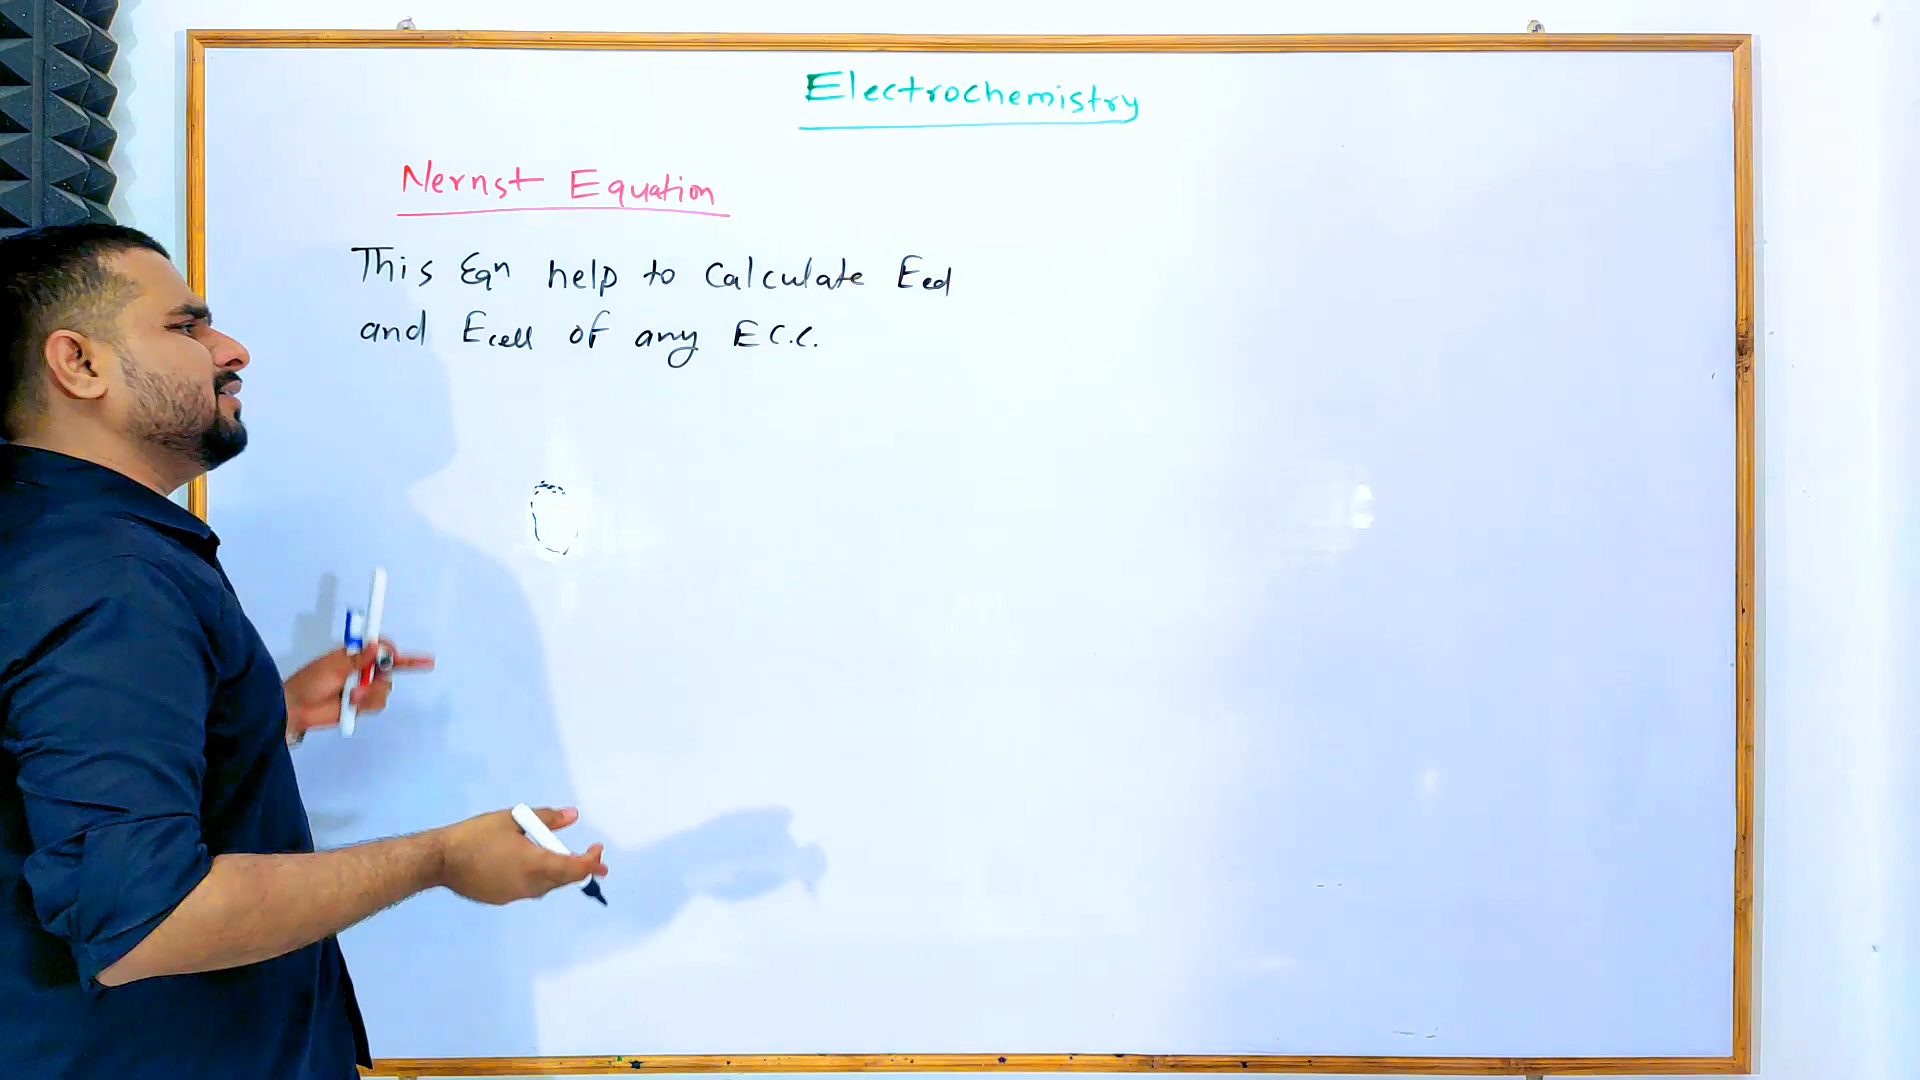 Electrochemistry
Nernst Equation
This Eqn help to Calculate Eed
and Ecell of any E C.C.